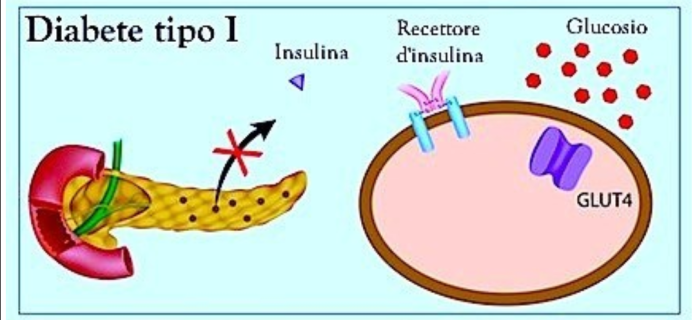 Diabete tipo I
Insulina
Recettore
d'insulina
Glucosio
GLUT4